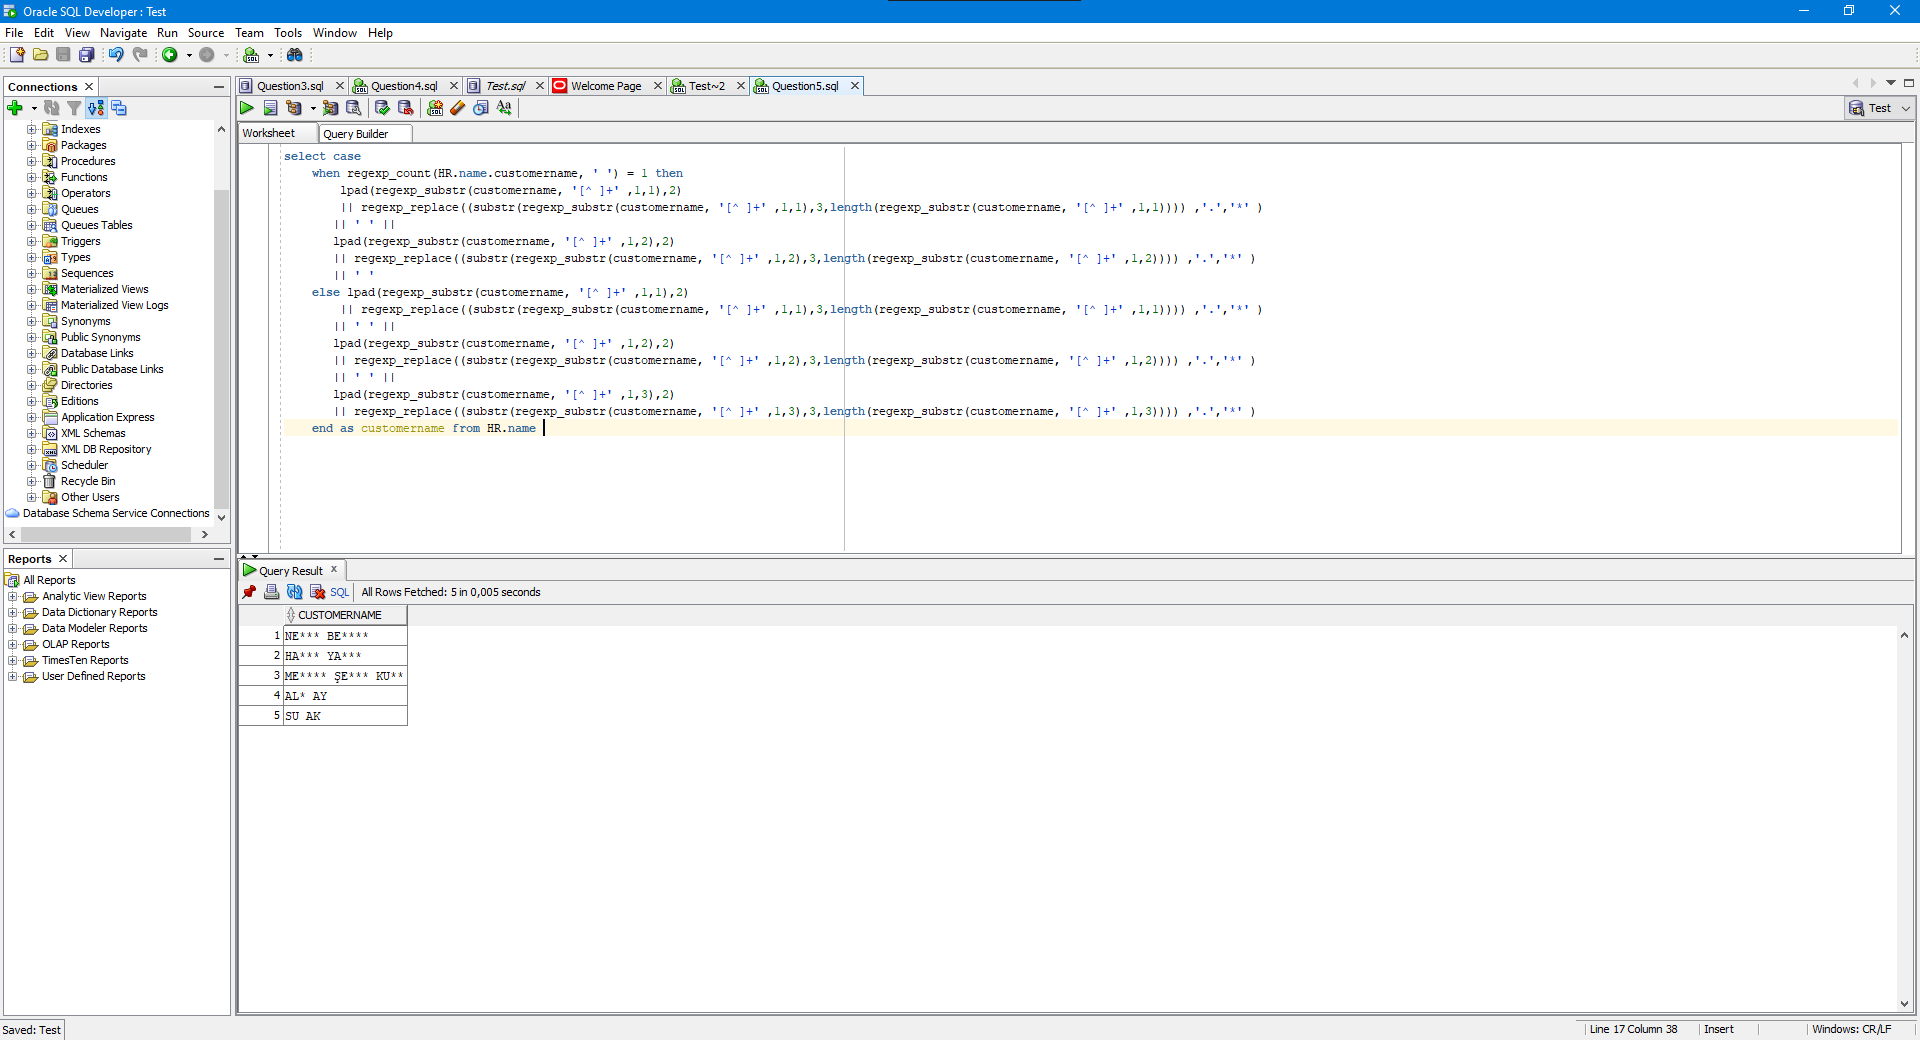 Oracle SQL Developer : Test
File Edit View Navigate Run Source Team Tools Window Help
Connections
Indexes
Packages
Procedures
Functions
Operators
Queues
Queues Tables
Triggers
Types
Sequences
Materialized Views
Materialized View Logs
Synonyms
Public Synonyms
Database Links
Public Database Links
Directories
Editions
Application Express
XML Schemas
XML DB Repository
Scheduler
Recycle Bin
Other Users
Database Schema Service Connections
Reports
All Reports
Analytic View Reports
Data Dictionary Reports
Data Modeler Reports
OLAP Reports
TimesTen Reports
User Defined Reports
Question3.sql Question4.sql Test.sql Welcome Page Test~2 Question5.sql
Test
Worksheet Query Builder
select case
when regexp_count(HR.name.customername, ' ') = 1 then
lpad(regexp_substr(customername, '[^ ]+' ,1,1),2)
|| regexp_replace((substr(regexp_substr(customername, '[^ ]+' ,1,1),3,length(regexp_substr(customername, '[^ ]+' ,1,1)))) ,'.','*' )
|| ' ' ||
lpad(regexp_substr(customername, '[^ ]+' ,1,2),2)
|| regexp_replace((substr(regexp_substr(customername, '[^ ]+' ,1,2),3,length(regexp_substr(customername, '[^ ]+' ,1,2)))) ,'.','*' )
|| ' '
else lpad(regexp_substr(customername, '[^ ]+' ,1,1),2)
|| regexp_replace((substr(regexp_substr(customername, '[^ ]+' ,1,1),3,length(regexp_substr(customername, '[^ ]+' ,1,1)))) ,'.','*' )
|| ' ' ||
lpad(regexp_substr(customername, '[^ ]+' ,1,2),2)
|| regexp_replace((substr(regexp_substr(customername, '[^ ]+' ,1,2),3,length(regexp_substr(customername, '[^ ]+' ,1,2)))) ,'.','*' )
|| ' ' ||
lpad(regexp_substr(customername, '[^ ]+' ,1,3),2)
|| regexp_replace((substr(regexp_substr(customername, '[^ ]+' ,1,3),3,length(regexp_substr(customername, '[^ ]+' ,1,3)))) ,'.','*' )
end as customername from HR.name
Query Result
SQL All Rows Fetched: 5 in 0,005 seconds
CUSTOMERNAME
1 NE*** BE****
2 HA*** YA***
3 ME**** ŞE*** KU**
4 AL* AY
5 SU AK
Saved: Test
Line 17 Column 38 Insert Windows: CR/LF